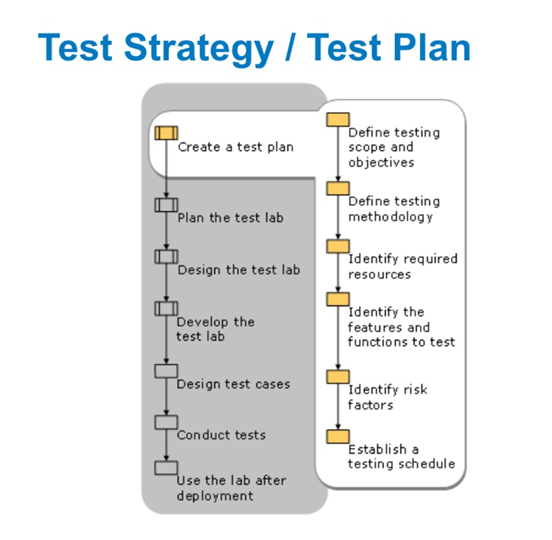 Test Strategy / Test Plan
Create a test plan
Plan the test lab
Design the test lab
Develop the
test lab
Design test cases
Conduct tests
Use the lab after
deployment
Define testing
scope and
objectives
Define testing
methodology
Identify required
resources
Identify the
features and
functions to test
Identify risk
factors
Establish a
testing schedule